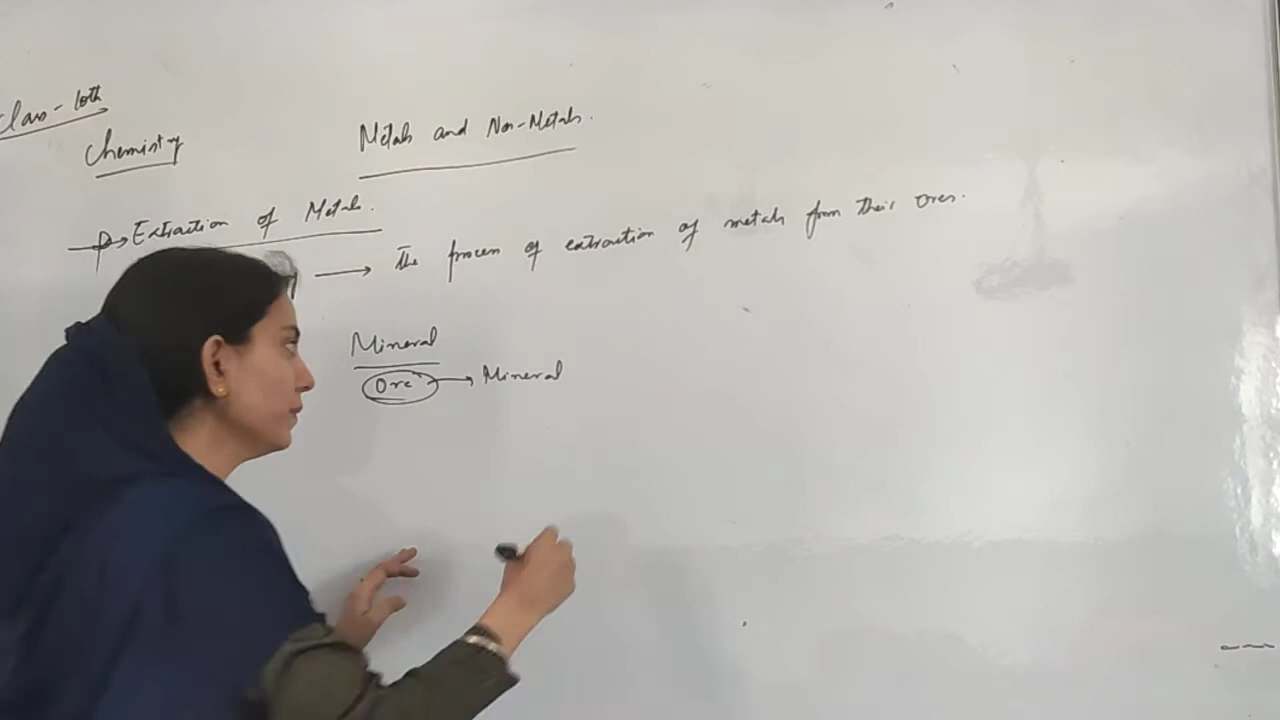 Class - 10th
Chemistry
Metals and Non-Metals.
Extraction of Metals.
→ The process of extraction of metals from their ores.
Mineral
Ore → Mineral